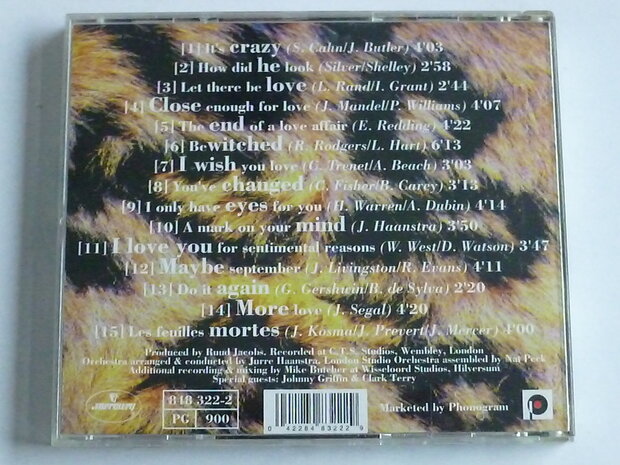 [1] It's crazy (S. Cahn/J. Butler) 4'03
[2] How did he look (Silver/Shelley) 2'58
[3] Let there be love (L. Rand/I. Grant) 2'44
[4] Close enough for love (J. Mandel/P. Williams) 4'07
[5] The end of a love affair (E. Redding) 4'22
[6] Bewitched (R. Rodgers/L. Hart) 6'13
[7] I wish you love (C. Trenet/A. Beach) 3'03
[8] You've changed (C. Fisher/B. Carey) 3'13
[9] I only have eyes for you (H. Warren/A. Dubin) 4'14
[10] A mark on your mind (J. Haanstra) 3'50
[11] I love you for sentimental reasons (W. West/D. Watson) 3'47
[12] Maybe september (J. Livingston/R. Evans) 4'11
[13] Do it again (G. Gershwin/B. de Sylva) 2'20
[14] More love (J. Segal) 4'20
[15] Les feuilles mortes (J. Kosma/J. Prevert/J. Mercer) 4'00
Produced by Ruud Jacobs. Recorded at C.T.S. Studios, Wembley, London
Orchestra arranged & conducted by Jurre Haanstra, London Studio Orchestra assembled by Nat Peck
Additional recording & mixing by Mike Butcher at Wisseloord Studios, Hilversum
Special guests: Johnny Griffin & Clark Terry
mercury
848 322-2
PG 900
0 42284 83222 9
Marketed by Phonogram